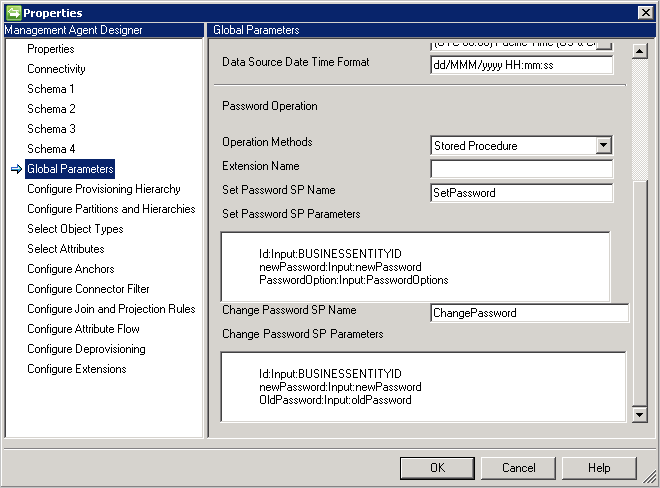 Properties
Management Agent Designer
Properties
Connectivity
Schema 1
Schema 2
Schema 3
Schema 4
Global Parameters
Configure Provisioning Hierarchy
Configure Partitions and Hierarchies
Select Object Types
Select Attributes
Configure Anchors
Configure Connector Filter
Configure Join and Projection Rules
Configure Attribute Flow
Configure Deprovisioning
Configure Extensions
Global Parameters
Pacific Time (US &
Data Source Date Time Format
dd/MMM/yyyy HH:mm:ss
Password Operation
Operation Methods
Stored Procedure
Extension Name
Set Password SP Name
SetPassword
Set Password SP Parameters
Id:Input:BUSINESSENTITYID
newPassword:Input:newPassword
PasswordOption:Input:PasswordOptions
Change Password SP Name
ChangePassword
Change Password SP Parameters
Id:Input:BUSINESSENTITYID
newPassword:Input:newPassword
OldPassword:Input:oldPassword
OK
Cancel
Help